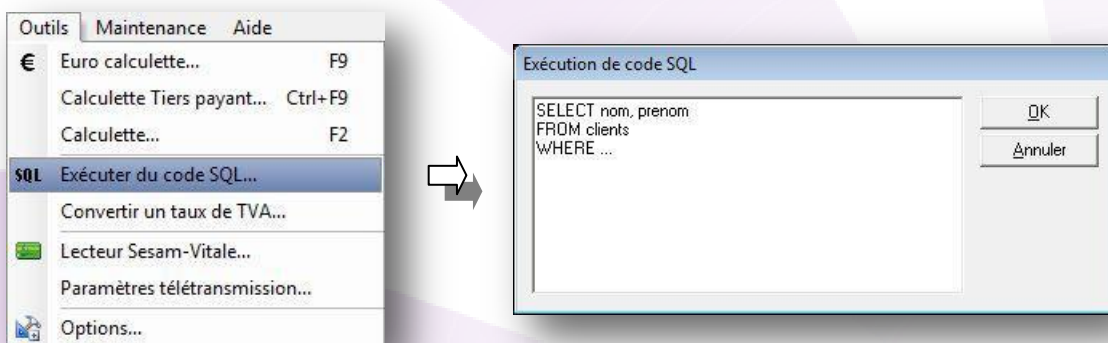 Outils Maintenance Aide
€ Euro calculette... F9
Calculette Tiers payant... Ctrl+F9
Calculette... F2
SQL Exécuter du code SQL...
Convertir un taux de TVA...
Lecteur Sesam-Vitale...
Paramètres télétransmission...
Options...
Exécution de code SQL
SELECT nom, prenom
FROM clients
WHERE ...
OK
Annuler